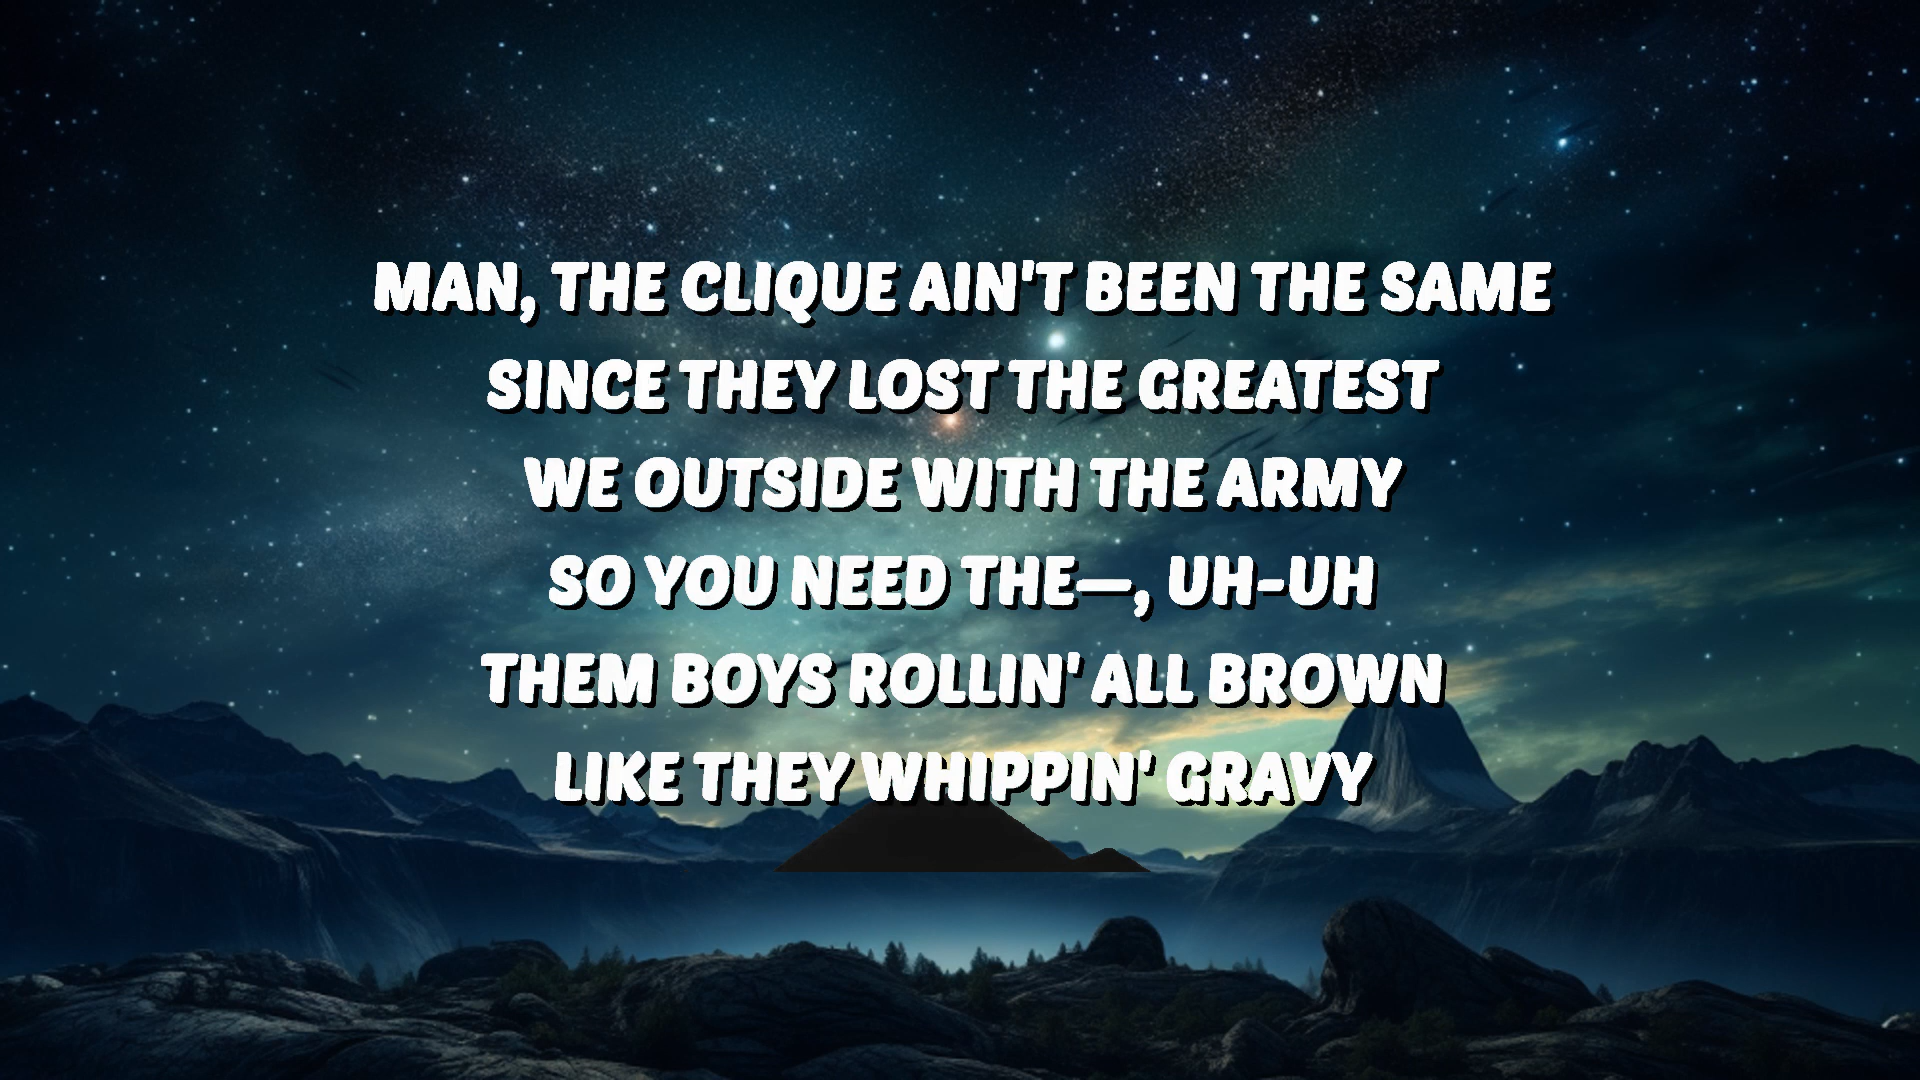 MAN, THE CLIQUE AIN'T BEEN THE SAME
SINCE THEY LOST THE GREATEST
WE OUTSIDE WITH THE ARMY
SO YOU NEED THE—, UH-UH
THEM BOYS ROLLIN' ALL BROWN
LIKE THEY WHIPPIN' GRAVY